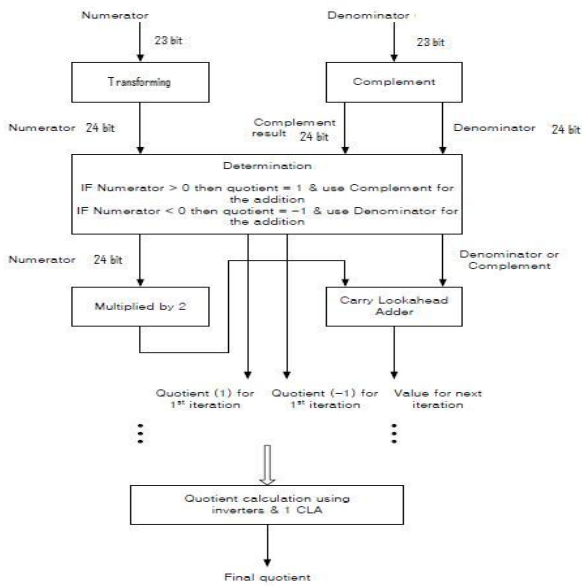 Numerator
Denominator
23 bit
23 bit
Transforming
Complement
Numerator 24 bit
Complement
result 24 bit
Denominator 24 bit
Determination
IF Numerator > 0 then quotient = 1 & use Complement for
the addition
IF Numerator < 0 then quotient = -1 & use Denominator for
the addition
Numerator 24 bit
Denominator or
Complement
Multiplied by 2
Carry Lookahead
Adder
Quotient (1) for
1st iteration
Quotient (-1) for
1st iteration
Value for next
iteration
Quotient calculation using
inverters & 1 CLA
Final quotient